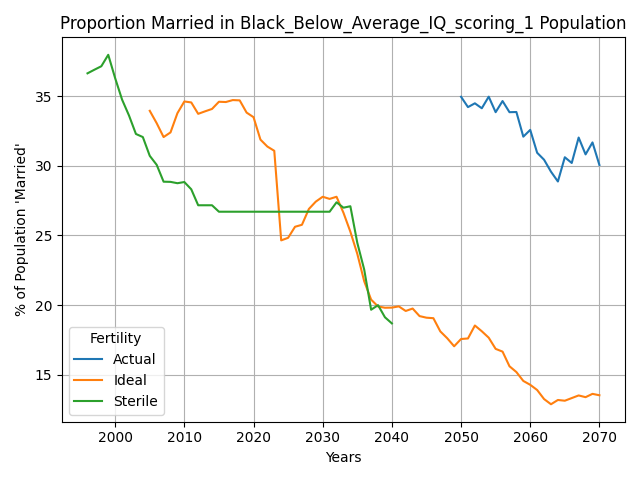 Proportion Married in Black_Below_Average_IQ_scoring_1 Population
% of Population 'Married'
35
30
25
20
15
Fertility
Actual
Ideal
Sterile
2000 2010 2020 2030 2040 2050 2060 2070
Years